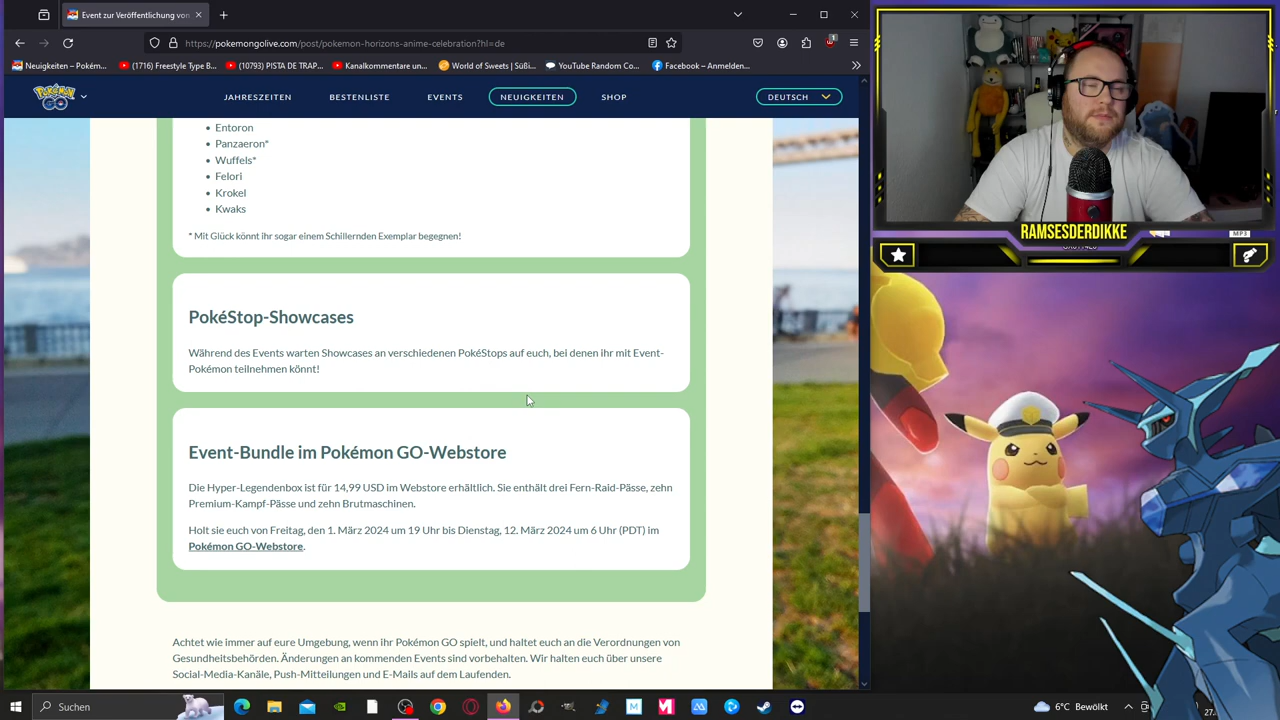 Event zur Veröffentlichung von
https://pokemongolive.com/post/pokemon-horizons-anime-celebration?hl=de
1
Neuigkeiten – Pokém...
(1716) Freestyle Type B...
(10793) PISTA DE TRAP...
Kanalkommentare un...
World of Sweets | Süßi...
YouTube Random Co...
Facebook – Anmelden...
Pokémon GO
JAHRESZEITEN
BESTENLISTE
EVENTS
NEUIGKEITEN
SHOP
DEUTSCH
• Entoron
• Panzaeron*
• Wuffels*
• Felori
• Krokel
• Kwaks
* Mit Glück könnt ihr sogar einem Schillernden Exemplar begegnen!
PokéStop-Showcases
Während des Events warten Showcases an verschiedenen PokéStops auf euch, bei denen ihr mit Event-
Pokémon teilnehmen könnt!
Event-Bundle im Pokémon GO-Webstore
Die Hyper-Legendenbox ist für 14,99 USD im Webstore erhältlich. Sie enthält drei Fern-Raid-Pässe, zehn
Premium-Kampf-Pässe und zehn Brutmaschinen.
Holt sie euch von Freitag, den 1. März 2024 um 19 Uhr bis Dienstag, 12. März 2024 um 6 Uhr (PDT) im
Pokémon GO-Webstore.
Achtet wie immer auf eure Umgebung, wenn ihr Pokémon GO spielt, und haltet euch an die Verordnungen von
Gesundheitsbehörden. Änderungen an kommenden Events sind vorbehalten. Wir halten euch über unsere
Social-Media-Kanäle, Push-Mitteilungen und E-Mails auf dem Laufenden.
RAMSESDERDIKKE
MP3
Suchen
6°C Bewölkt
27.